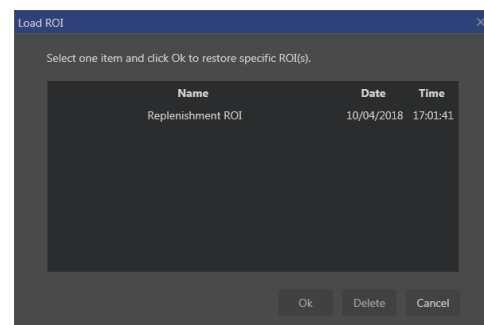 Load ROI
Select one item and click Ok to restore specific ROI(s).
Name Date Time
Replenishment ROI 10/04/2018 17:01:41
Ok Delete Cancel